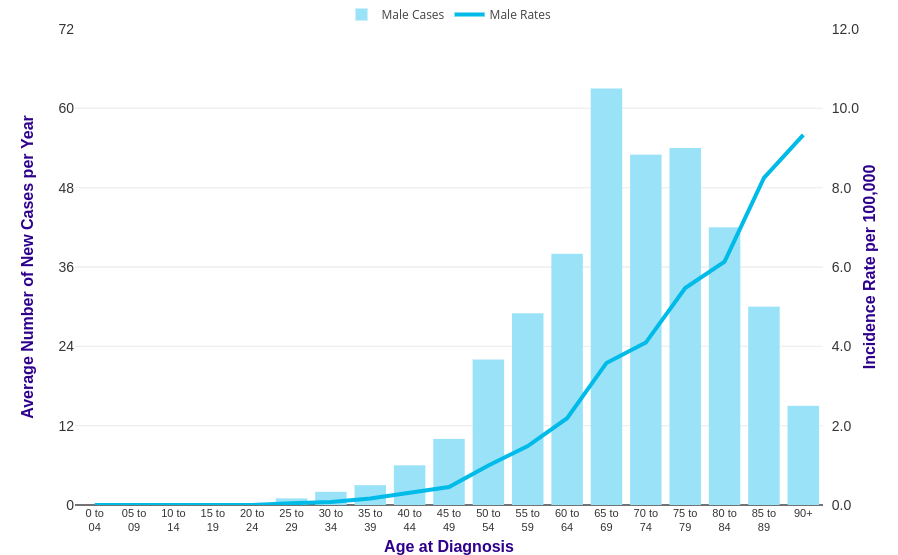 Male Cases Male Rates
72 12.0
60 10.0
48 8.0
36 6.0
24 4.0
12 2.0
0 0.0
Average Number of New Cases per Year
Incidence Rate per 100,000
0 to 05 to 10 to 15 to 20 to 25 to 30 to 35 to 40 to 45 to 50 to 55 to 60 to 65 to 70 to 75 to 80 to 85 to 90+
04 09 14 19 24 29 34 39 44 49 54 59 64 69 74 79 84 89
Age at Diagnosis